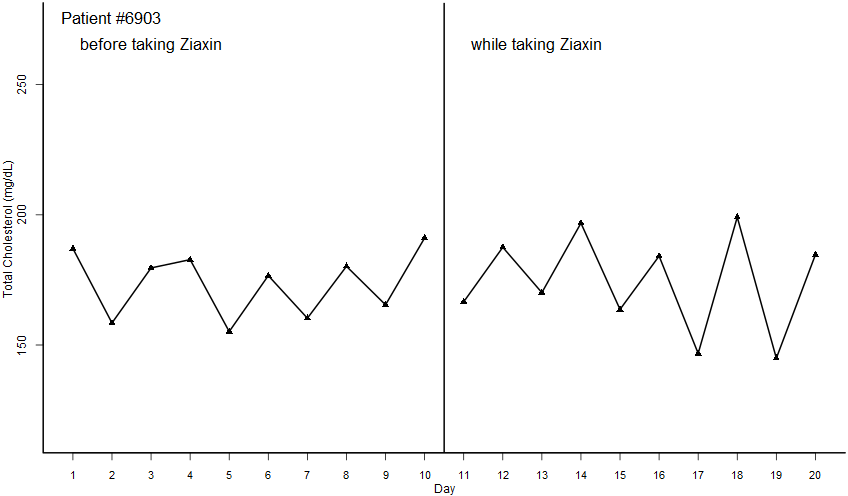 Patient #6903
before taking Ziaxin
while taking Ziaxin
Total Cholesterol (mg/dL)
250
200
150
1 2 3 4 5 6 7 8 9 10 11 12 13 14 15 16 17 18 19 20
Day